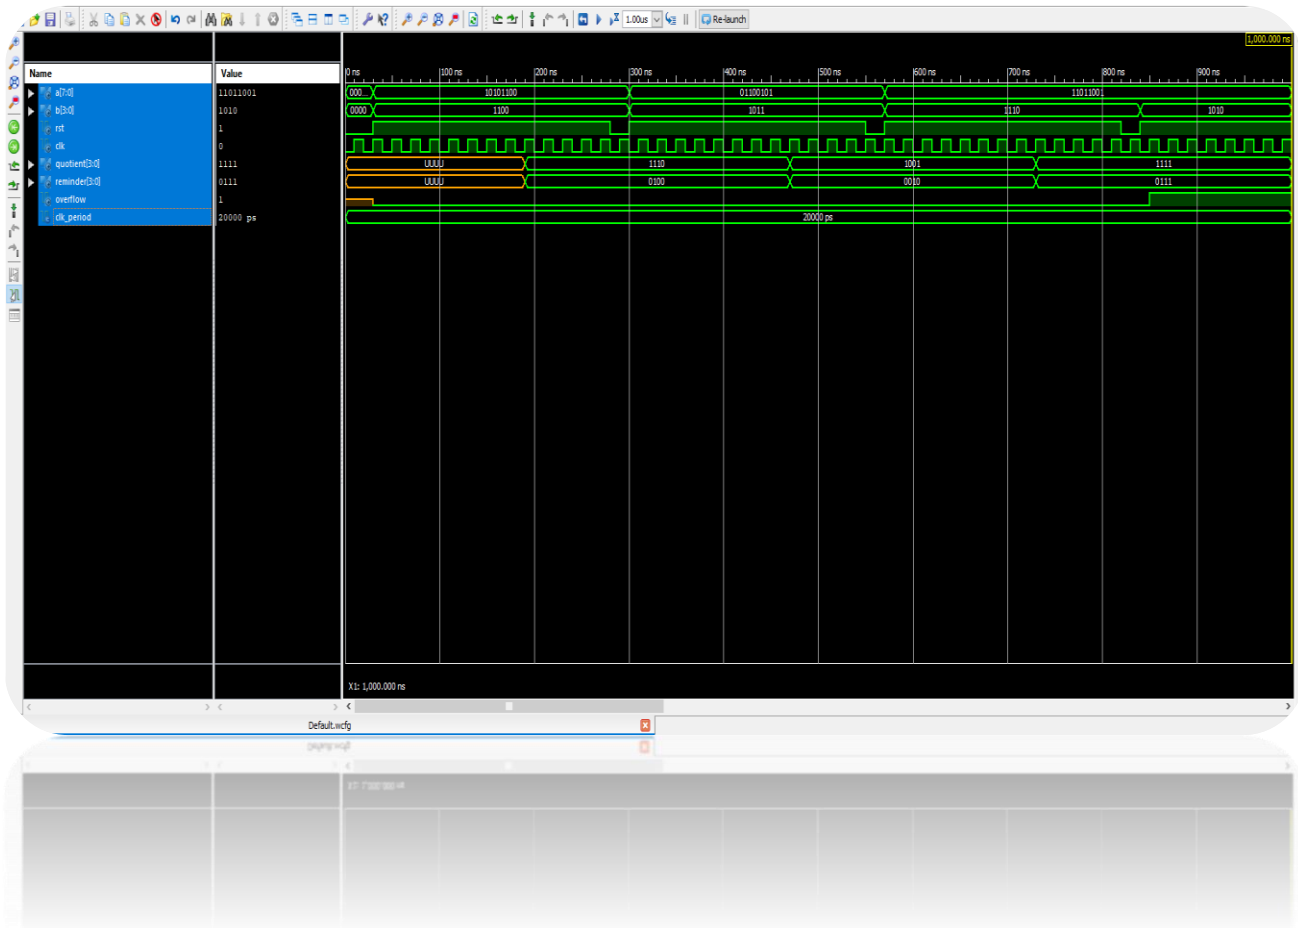 1.00us Re-launch
1,000.000 ns
Name Value 0 ns 100 ns 200 ns 300 ns 400 ns 500 ns 600 ns 700 ns 800 ns 900 ns
a[7:0] 11011001 000... 10101100 01100101 11011001
b[3:0] 1010 0000 1100 1011 1110 1010
rst 1
clk 0
quotient[3:0] 1111 UUUU 1110 1001 1111
reminder[3:0] 0111 UUUU 0100 0010 0111
overflow 1
clk_period 20000 ps 20000 ps
X1: 1,000.000 ns
Default.wcfg